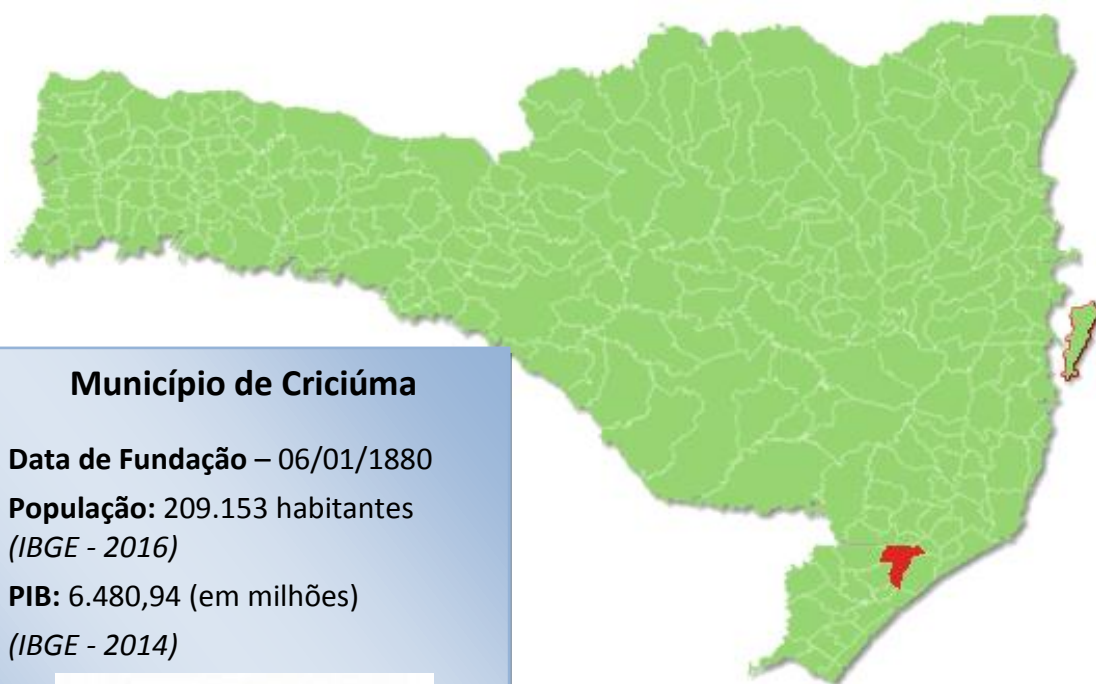 Município de Criciúma
Data de Fundação – 06/01/1880
População: 209.153 habitantes
(IBGE - 2016)
PIB: 6.480,94 (em milhões)
(IBGE - 2014)